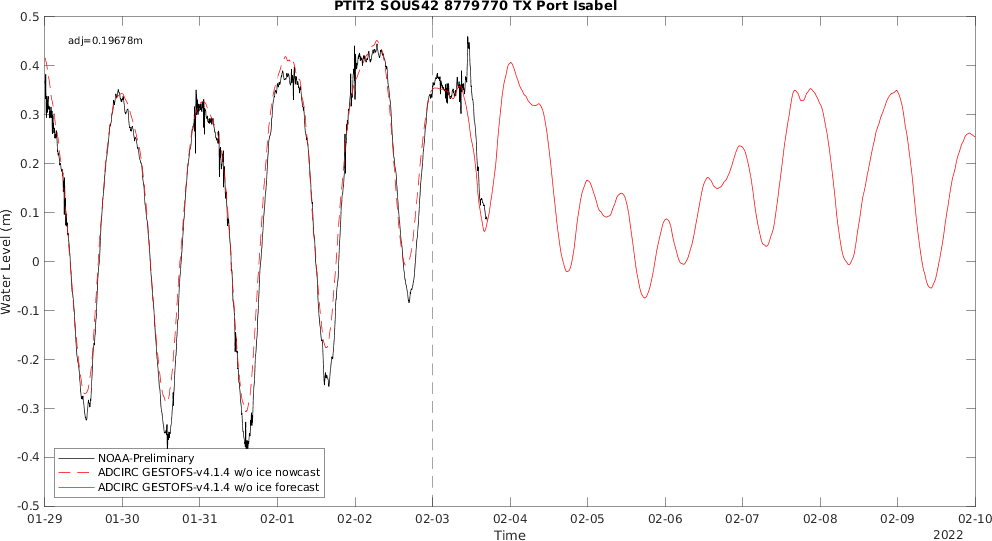 PTIT2 SOUS42 8779770 TX Port Isabel
adj=0.19678m
0.5
0.4
0.3
0.2
0.1
0
-0.1
-0.2
-0.3
-0.4
-0.5
Water Level (m)
NOAA-Preliminary
ADCIRC GESTOFS-v4.1.4 w/o ice nowcast
ADCIRC GESTOFS-v4.1.4 w/o ice forecast
01-29 01-30 01-31 02-01 02-02 02-03 02-04 02-05 02-06 02-07 02-08 02-09 02-10
Time
2022